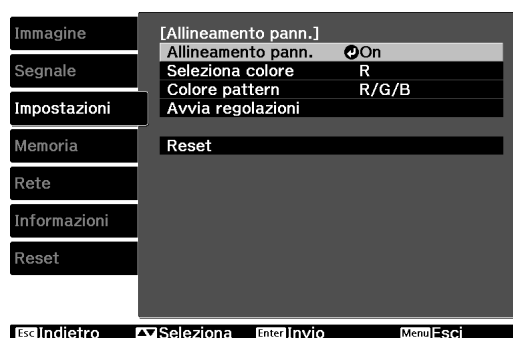 Immagine
Segnale
Impostazioni
Memoria
Rete
Informazioni
Reset
[Allineamento pann.]
Allineamento pann. On
Seleziona colore R
Colore pattern R/G/B
Avvia regolazioni
Reset
Esc Indietro Seleziona Enter Invio Menu Esci